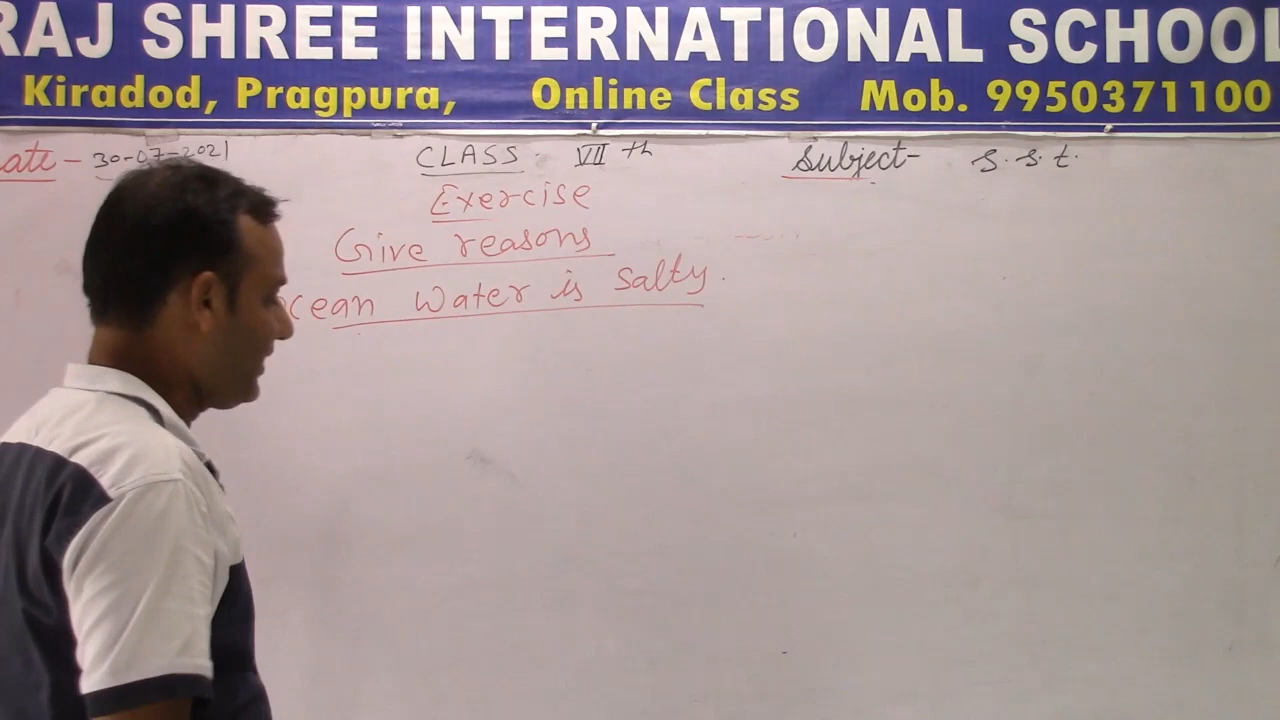 RAJ SHREE INTERNATIONAL SCHOOL
Kiradod, Pragpura, Online Class Mob. 9950371100
ate - 30-07-2021 CLASS : VII th Subject- S.S.t.
Exercise
Give reasons
cean Water is Salty.